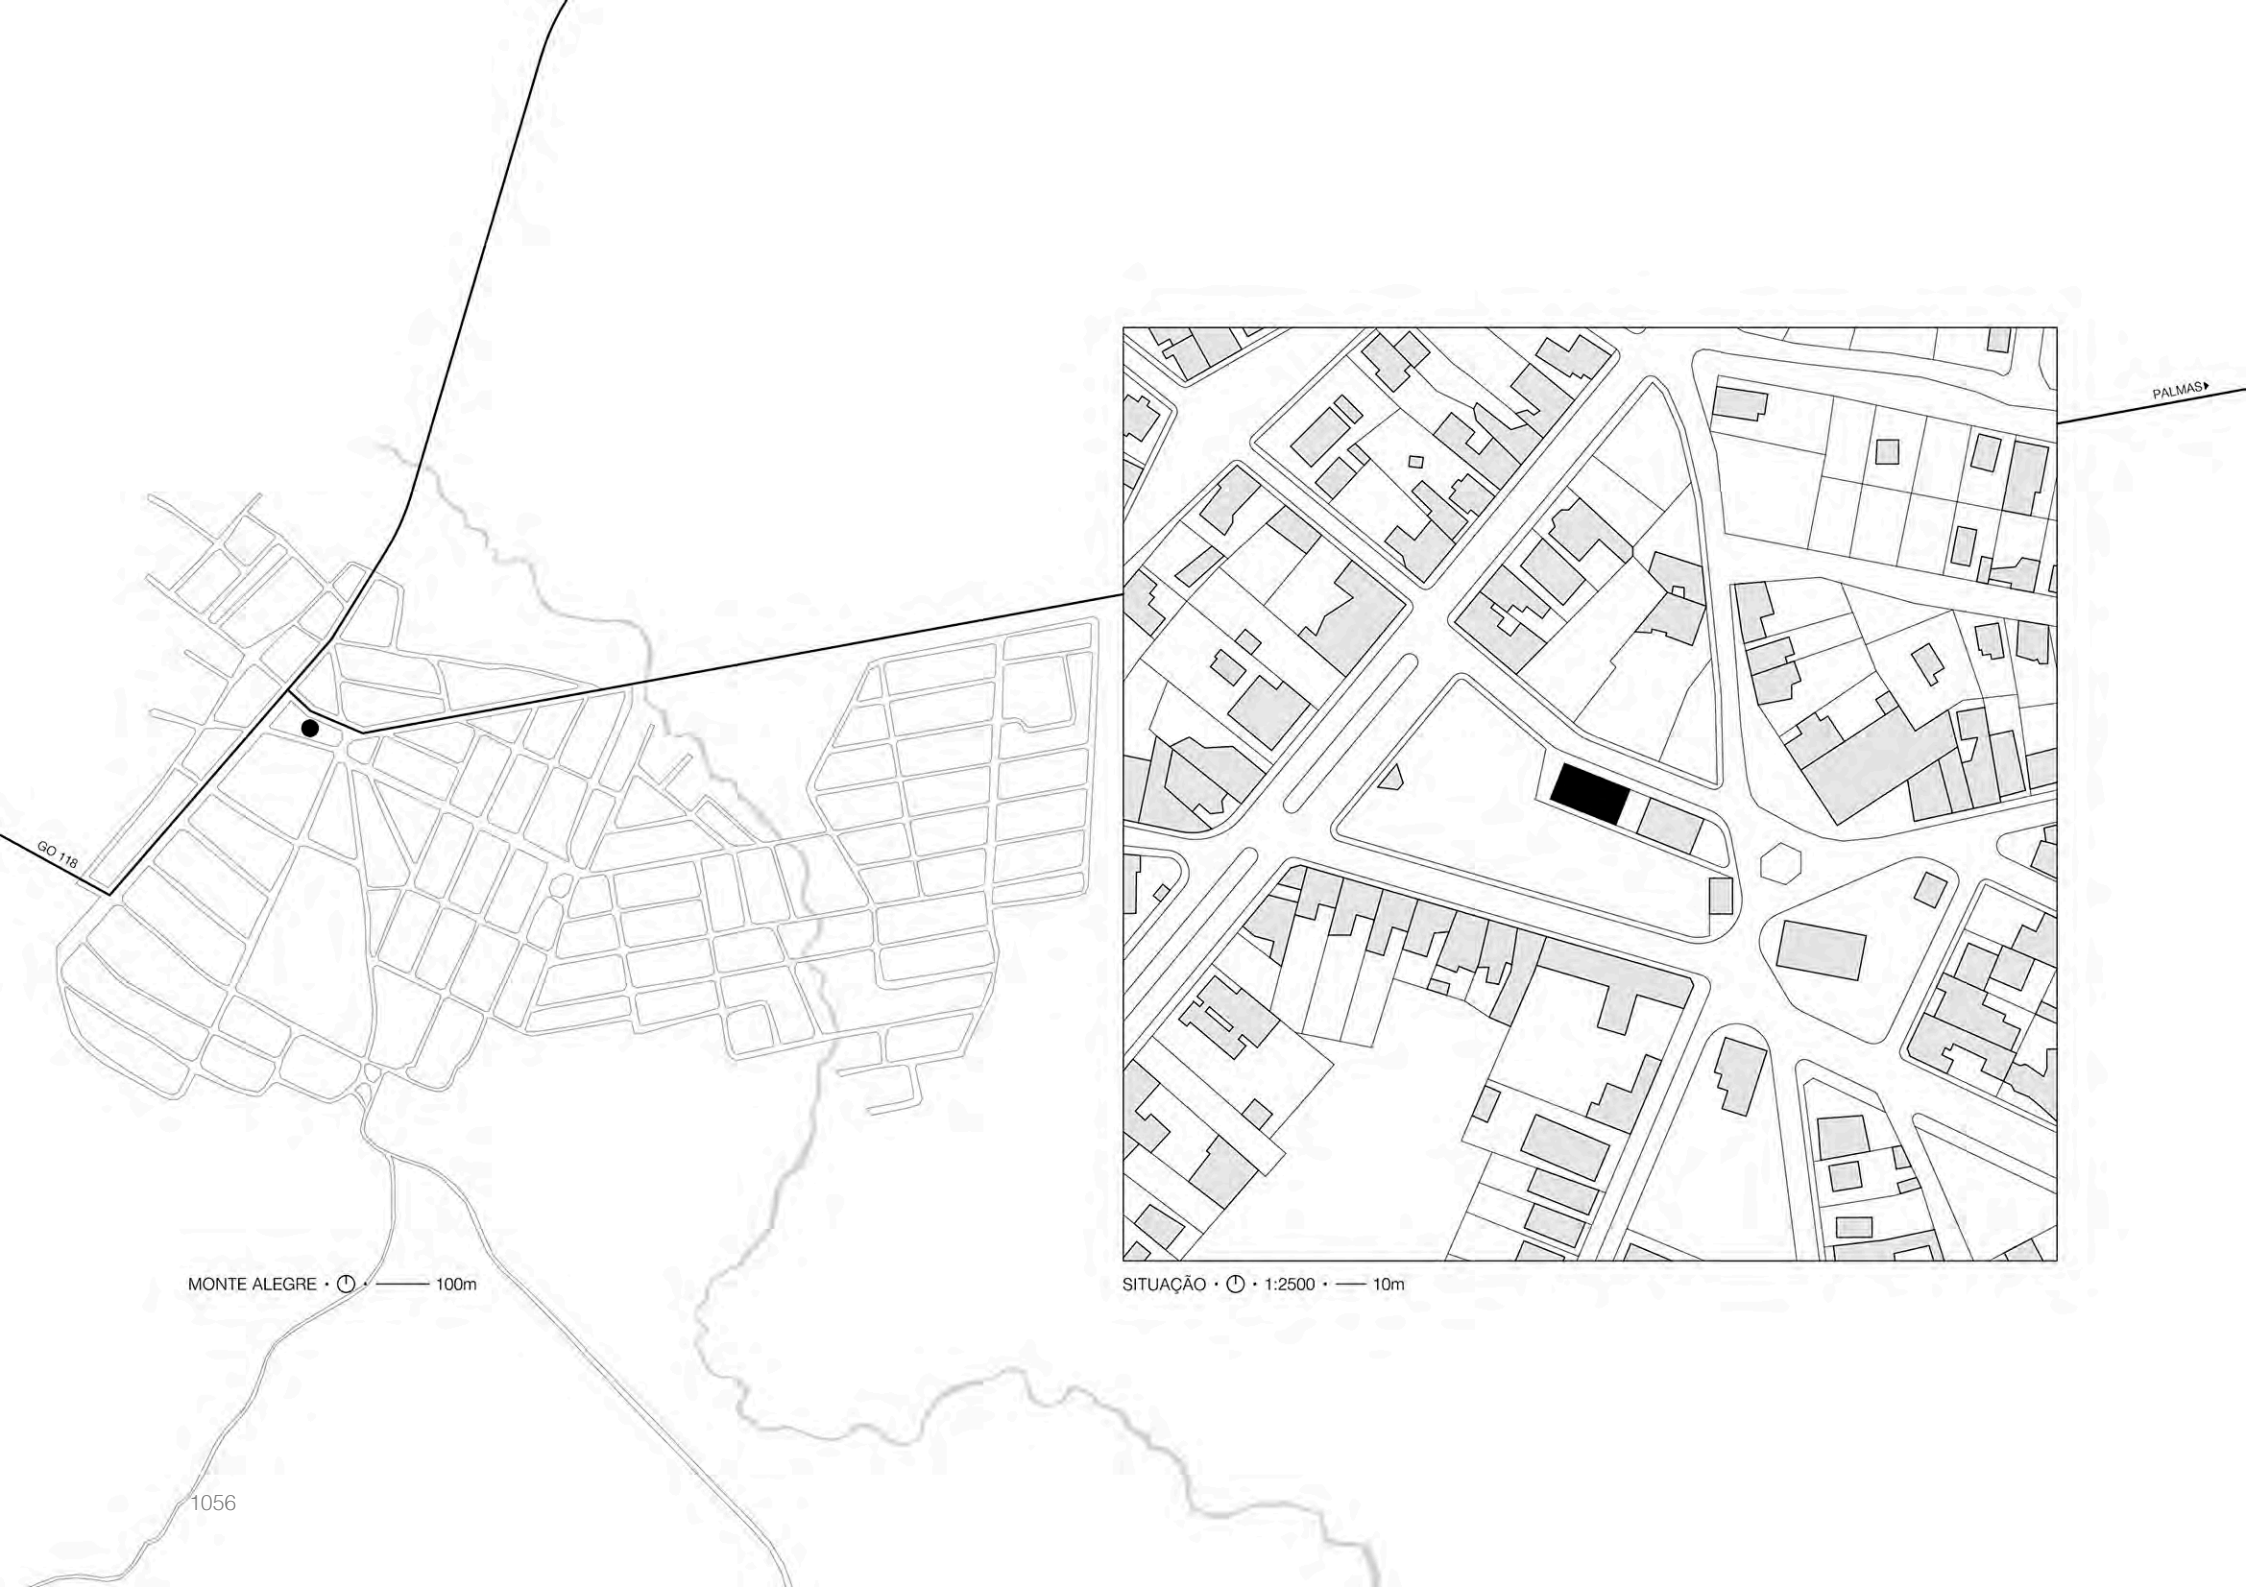 PALMAS
GO 118
MONTE ALEGRE · · 100m
SITUAÇÃO · · 1:2500 · 10m
1056